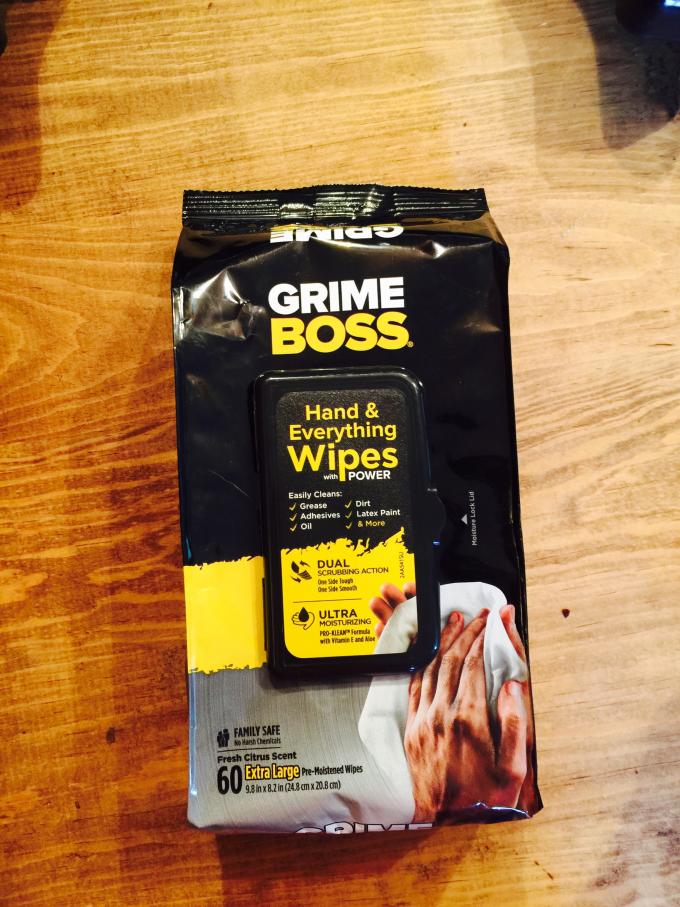 GRIME
GRIME
BOSS®
Hand &
Everything
Wipes
with POWER
Easily Cleans:
✓ Grease ✓ Dirt
✓ Adhesives ✓ Latex Paint
✓ Oil ✓ & More
DUAL
SCRUBBING ACTION
One Side Tough
One Side Smooth
ULTRA
MOISTURIZING
PRO-KLEAN™ Formula
with Vitamin E and Aloe
Moisture Lock Lid
FAMILY SAFE
No Harsh Chemicals
Fresh Citrus Scent
60 Extra Large Pre-Moistened Wipes
9.8 in x 8.2 in (24.8 cm x 20.8 cm)
GRIME